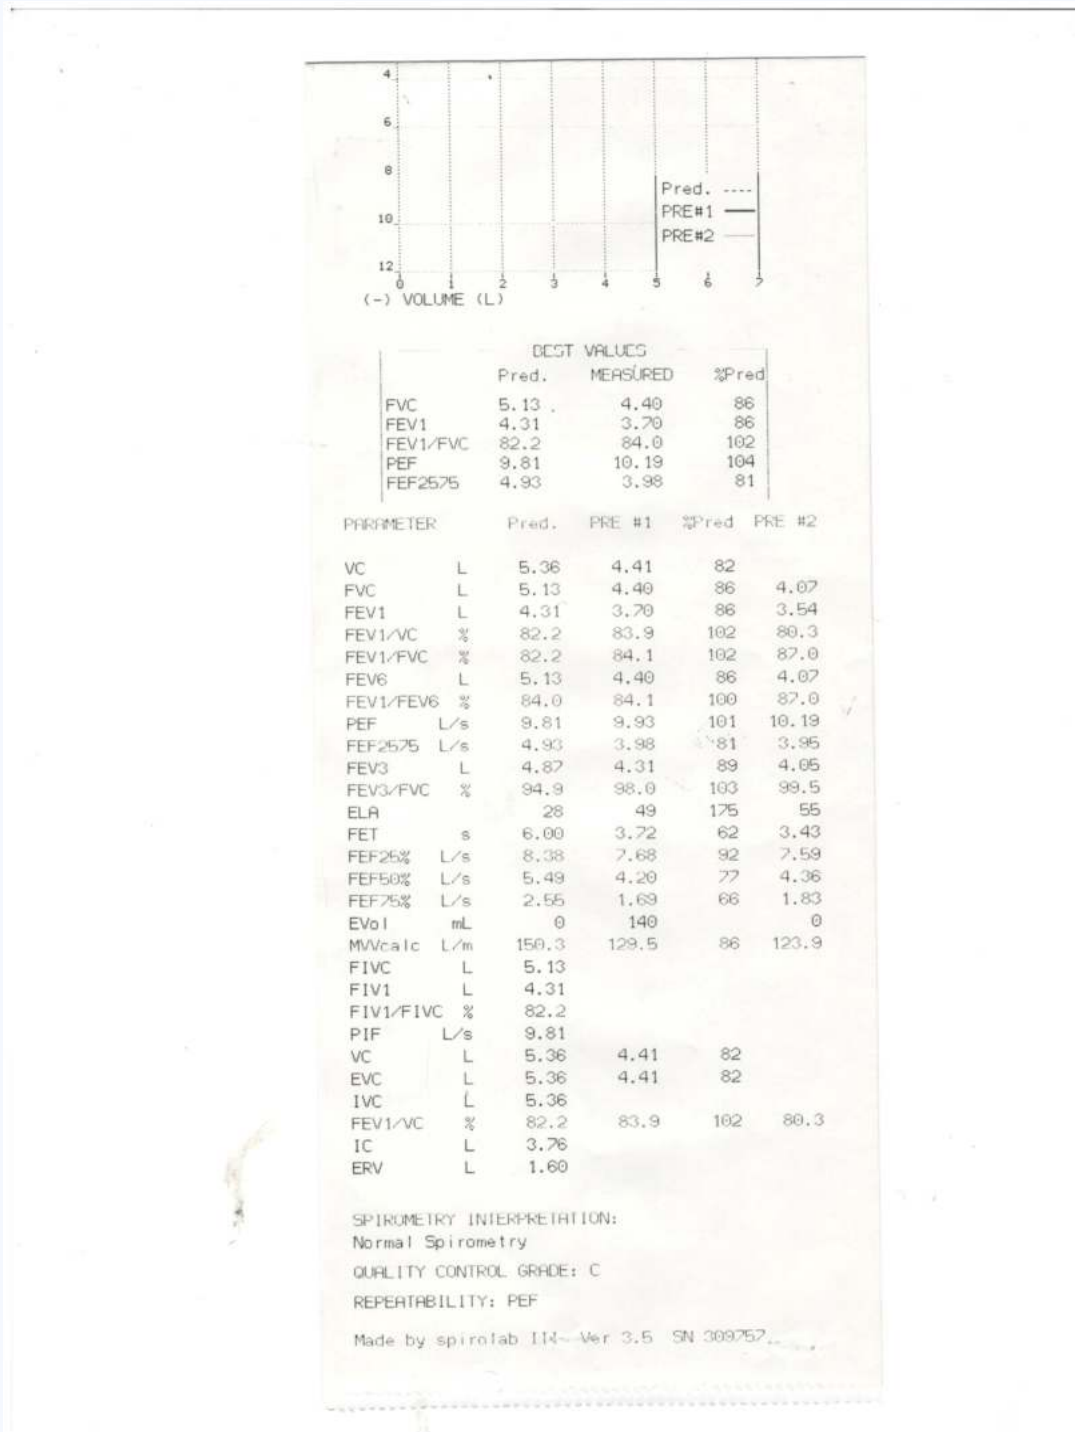 4
6
8
Pred. ----
PRE#1
10
PRE#2
12
0 1 2 3 4 5 6 7
(-) VOLUME (L)
BEST VALUES
Pred. MEASURED %Pred
FVC 5.13 4.40 86
FEV1 4.31 3.70 86
FEV1/FVC 82.2 84.0 102
PEF 9.81 10.19 104
FEF2575 4.93 3.98 81
PARAMETER Pred. PRE #1 %Pred PRE #2
VC L 5.36 4.41 82
FVC L 5.13 4.40 86 4.07
FEV1 L 4.31 3.70 86 3.54
FEV1/VC % 82.2 83.9 102 80.3
FEV1/FVC % 82.2 84.1 102 87.0
FEV6 L 5.13 4.40 86 4.07
FEV1/FEV6 % 84.0 84.1 100 87.0
PEF L/s 9.81 9.93 101 10.19
FEF2575 L/s 4.93 3.98 81 3.95
FEV3 L 4.87 4.31 89 4.05
FEV3/FVC % 94.9 98.0 103 99.5
ELA 28 49 175 55
FET s 6.00 3.72 62 3.43
FEF25% L/s 8.38 7.68 92 7.59
FEF50% L/s 5.49 4.20 77 4.36
FEF75% L/s 2.55 1.69 66 1.83
EVol mL 0 140 0
MVVcalc L/m 150.3 129.5 86 123.9
FIVC L 5.13
FIV1 L 4.31
FIV1/FIVC % 82.2
PIF L/s 9.81
VC L 5.36 4.41 82
EVC L 5.36 4.41 82
IVC L 5.36
FEV1/VC % 82.2 83.9 102 80.3
IC L 3.76
ERV L 1.60
SPIROMETRY INTERPRETATION:
Normal Spirometry
QUALITY CONTROL GRADE: C
REPEATABILITY: PEF
Made by spirolab Ver 3.5 SN 309757